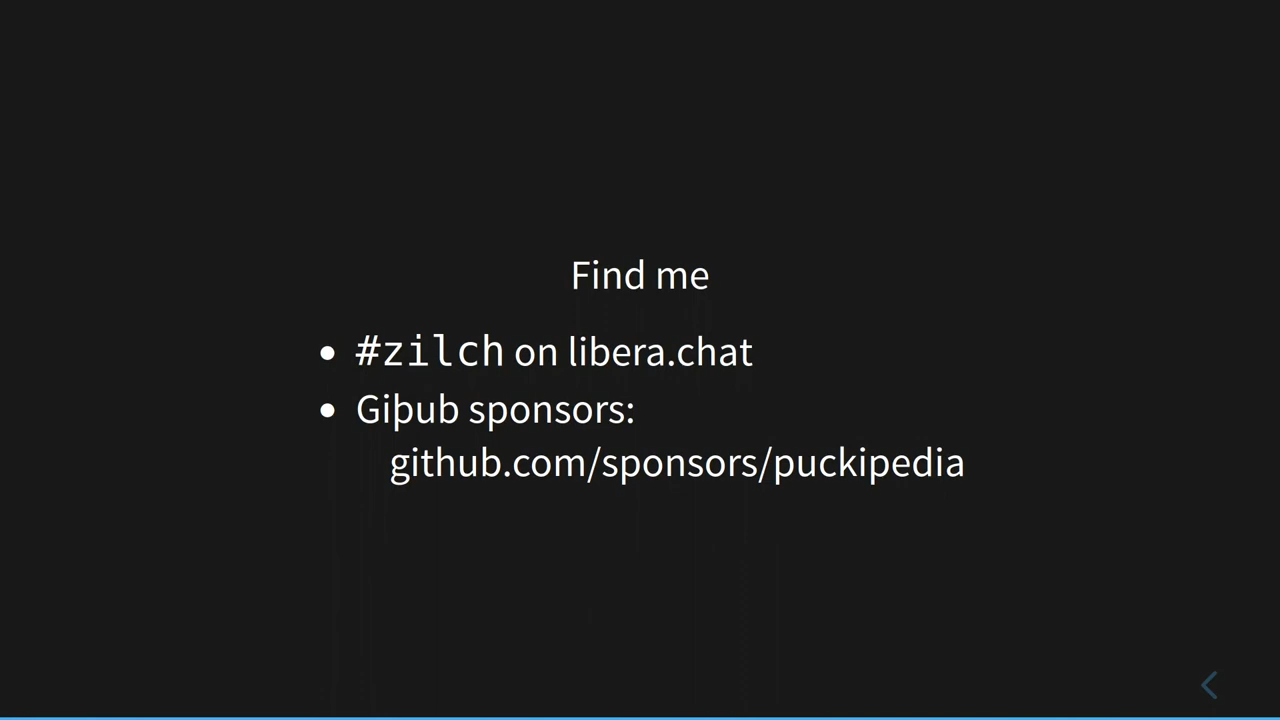 Find me
• #zilch on libera.chat
• Giþub sponsors:
github.com/sponsors/puckipedia